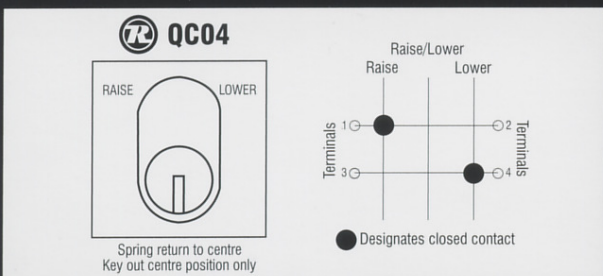 R QC04
RAISE LOWER
Spring return to centre
Key out centre position only
Raise/Lower
Raise Lower
Terminals
1 2
3 4
Terminals
Designates closed contact